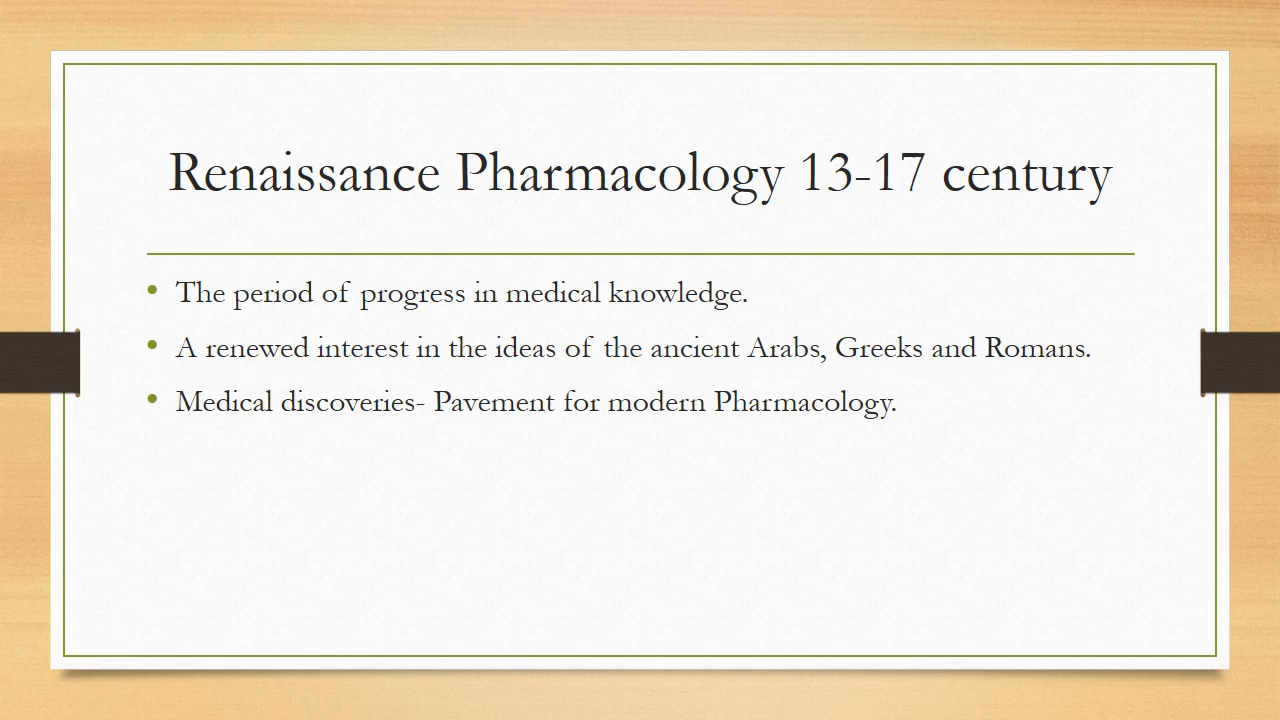 Renaissance Pharmacology 13-17 century
• The period of progress in medical knowledge.
• A renewed interest in the ideas of the ancient Arabs, Greeks and Romans.
• Medical discoveries- Pavement for modern Pharmacology.